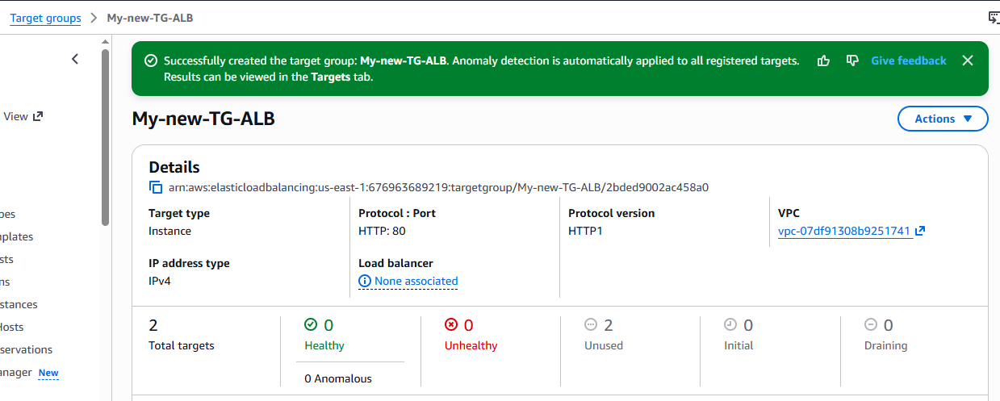 Target groups > My-new-TG-ALB
Successfully created the target group: My-new-TG-ALB. Anomaly detection is automatically applied to all registered targets.
Results can be viewed in the Targets tab.
Give feedback
View
My-new-TG-ALB
Actions
Details
arn:aws:elasticloadbalancing:us-east-1:676963689219:targetgroup/My-new-TG-ALB/2bded9002ac458a0
Target type
Instance
Protocol : Port
HTTP: 80
Protocol version
HTTP1
VPC
vpc-07df91308b9251741
IP address type
IPv4
Load balancer
None associated
2
Total targets
0
Healthy
0 Anomalous
0
Unhealthy
2
Unused
0
Initial
0
Draining
pes
nplates
sts
ns
stances
Hosts
servations
anager New